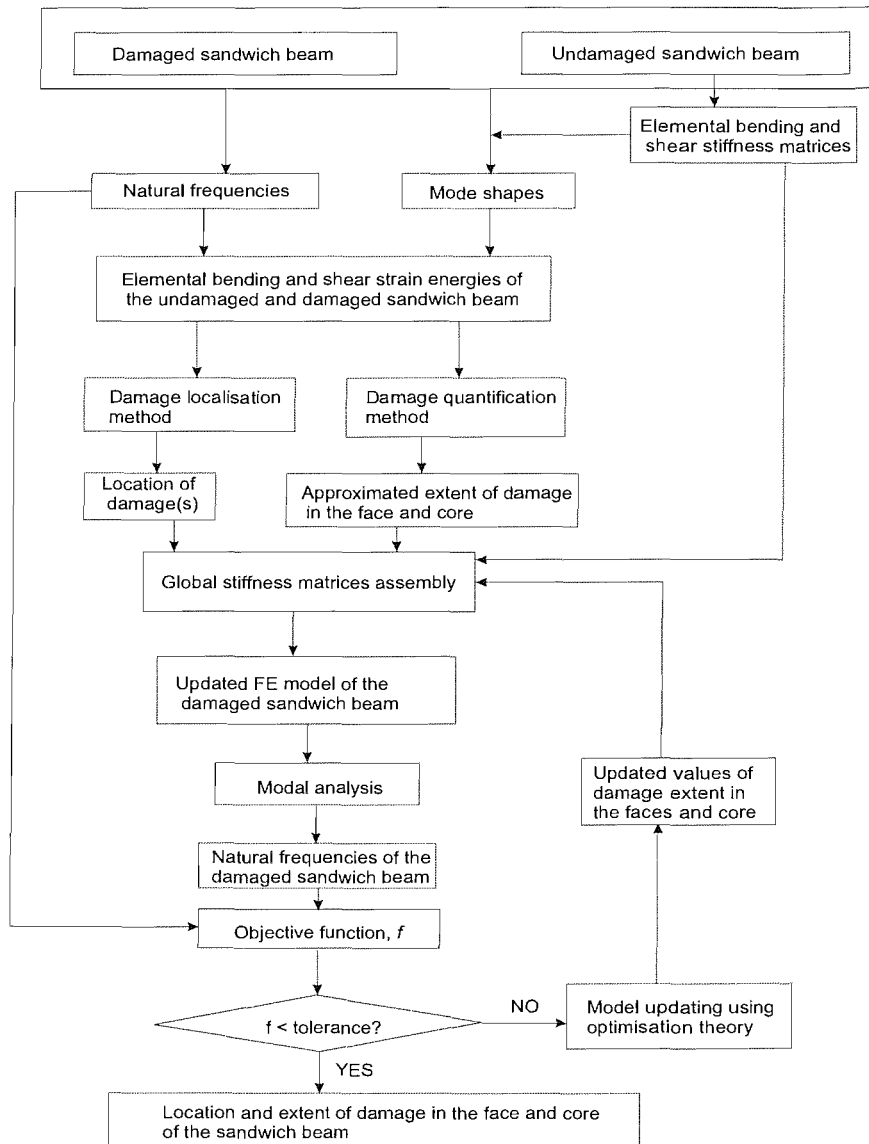 Damaged sandwich beam
Undamaged sandwich beam
Elemental bending and
shear stiffness matrices
Natural frequencies
Mode shapes
Elemental bending and shear strain energies of
the undamaged and damaged sandwich beam
Damage localisation
method
Damage quantification
method
Location of
damage(s)
Approximated extent of damage
in the face and core
Global stiffness matrices assembly
Updated FE model of the
damaged sandwich beam
Modal analysis
Updated values of
damage extent in
the faces and core
Natural frequencies of the
damaged sandwich beam
Objective function, f
f < tolerance?
NO
Model updating using
optimisation theory
YES
Location and extent of damage in the face and core
of the sandwich beam